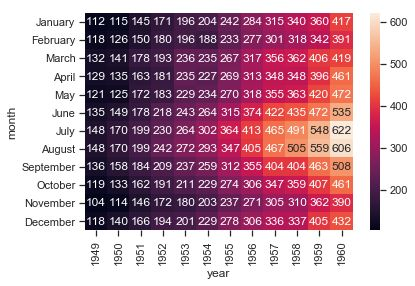 January 112 115 145 171 196 204 242 284 315 340 360 417
February 118 126 150 180 196 188 233 277 301 318 342 391
March 132 141 178 193 236 235 267 317 356 362 406 419
April 129 135 163 181 235 227 269 313 348 348 396 461
May 121 125 172 183 229 234 270 318 355 363 420 472
June 135 149 178 218 243 264 315 374 422 435 472 535
July 148 170 199 230 264 302 364 413 465 491 548 622
August 148 170 199 242 272 293 347 405 467 505 559 606
September 136 158 184 209 237 259 312 355 404 404 463 508
October 119 133 162 191 211 229 274 306 347 359 407 461
November 104 114 146 172 180 203 237 271 305 310 362 390
December 118 140 166 194 201 229 278 306 336 337 405 432
month
1949 1950 1951 1952 1953 1954 1955 1956 1957 1958 1959 1960
year
600
500
400
300
200